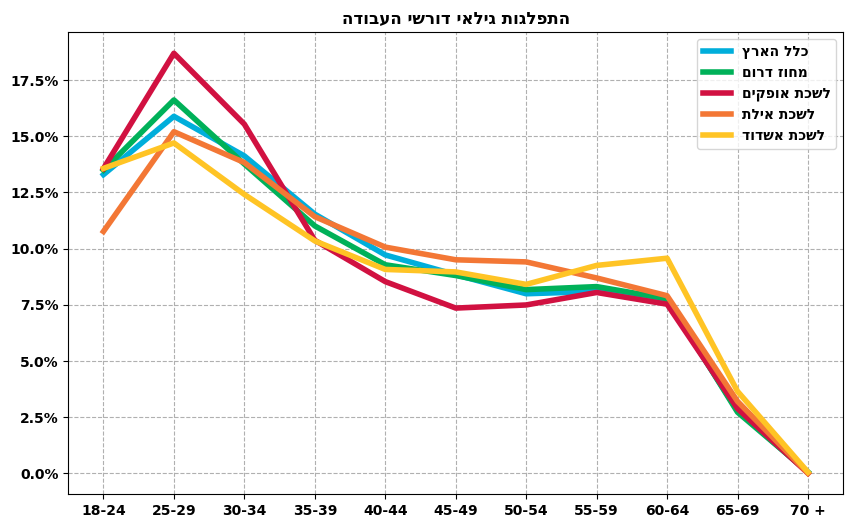 התפלגות גילאי דורשי העבודה
כלל הארץ
מחוז דרום
לשכת אופקים
לשכת אילת
לשכת אשדוד
17.5%
15.0%
12.5%
10.0%
7.5%
5.0%
2.5%
0.0%
18-24 25-29 30-34 35-39 40-44 45-49 50-54 55-59 60-64 65-69 70 +